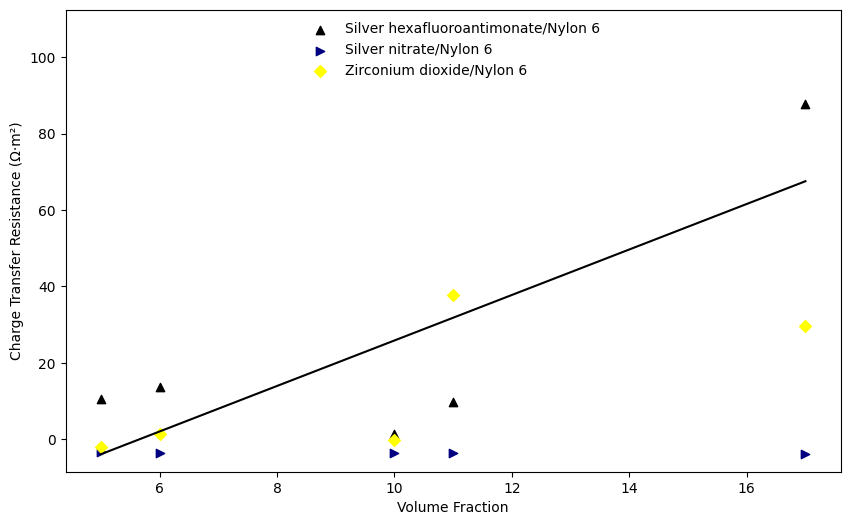 Silver hexafluoroantimonate/Nylon 6
Silver nitrate/Nylon 6
Zirconium dioxide/Nylon 6
100
80
60
40
20
0
Charge Transfer Resistance (Ω·m²)
6 8 10 12 14 16
Volume Fraction